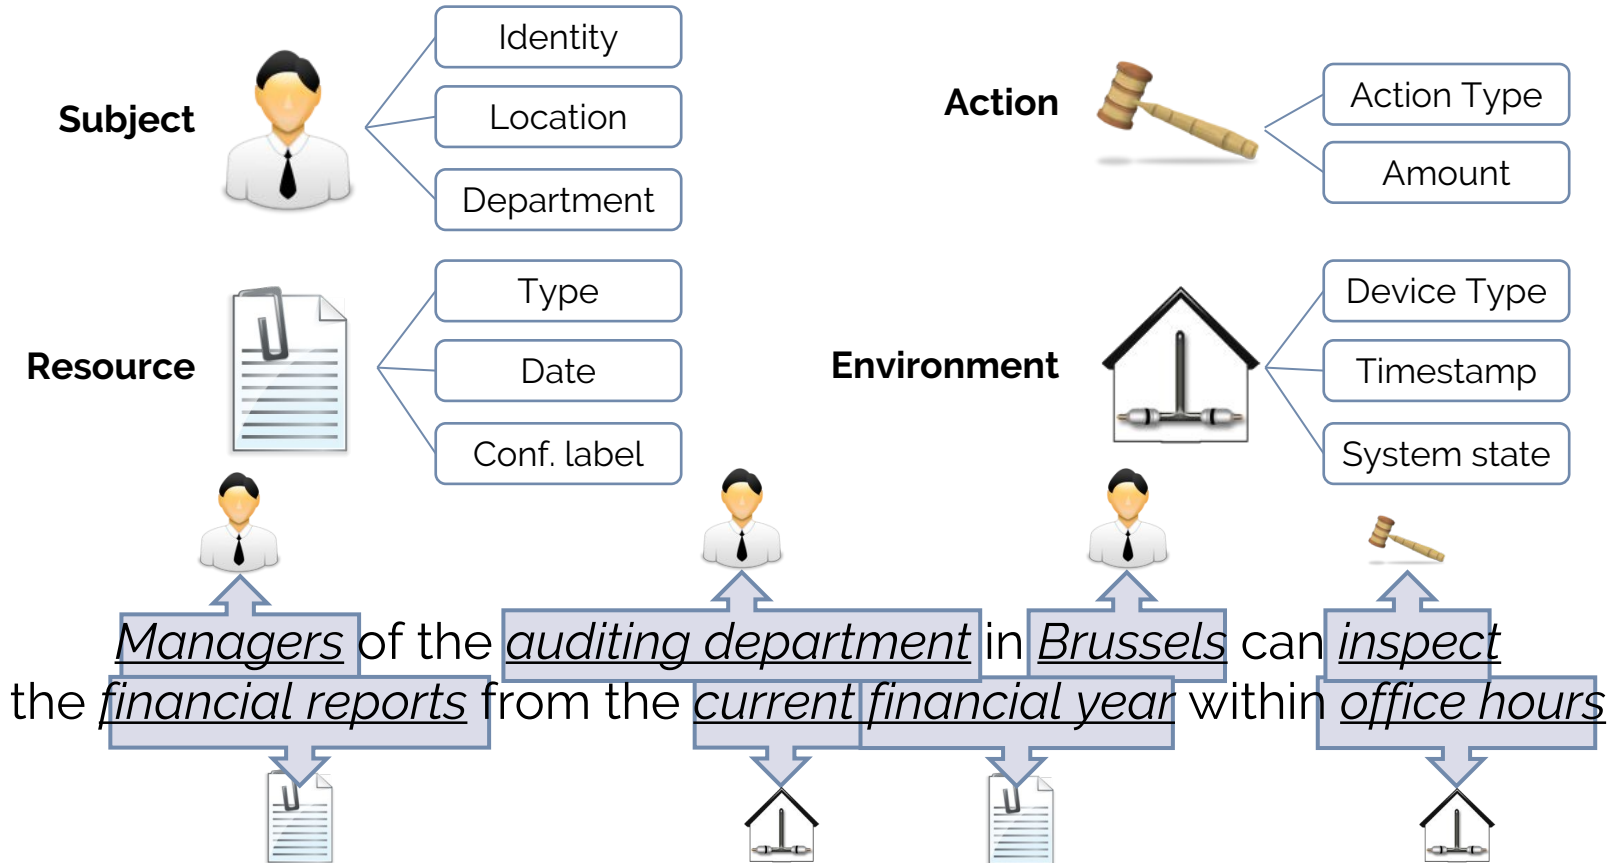 Subject
Identity
Location
Department
Action
Action Type
Amount
Resource
Type
Date
Conf. label
Environment
Device Type
Timestamp
System state
Managers of the auditing department in Brussels can inspect
the financial reports from the current financial year within office hours